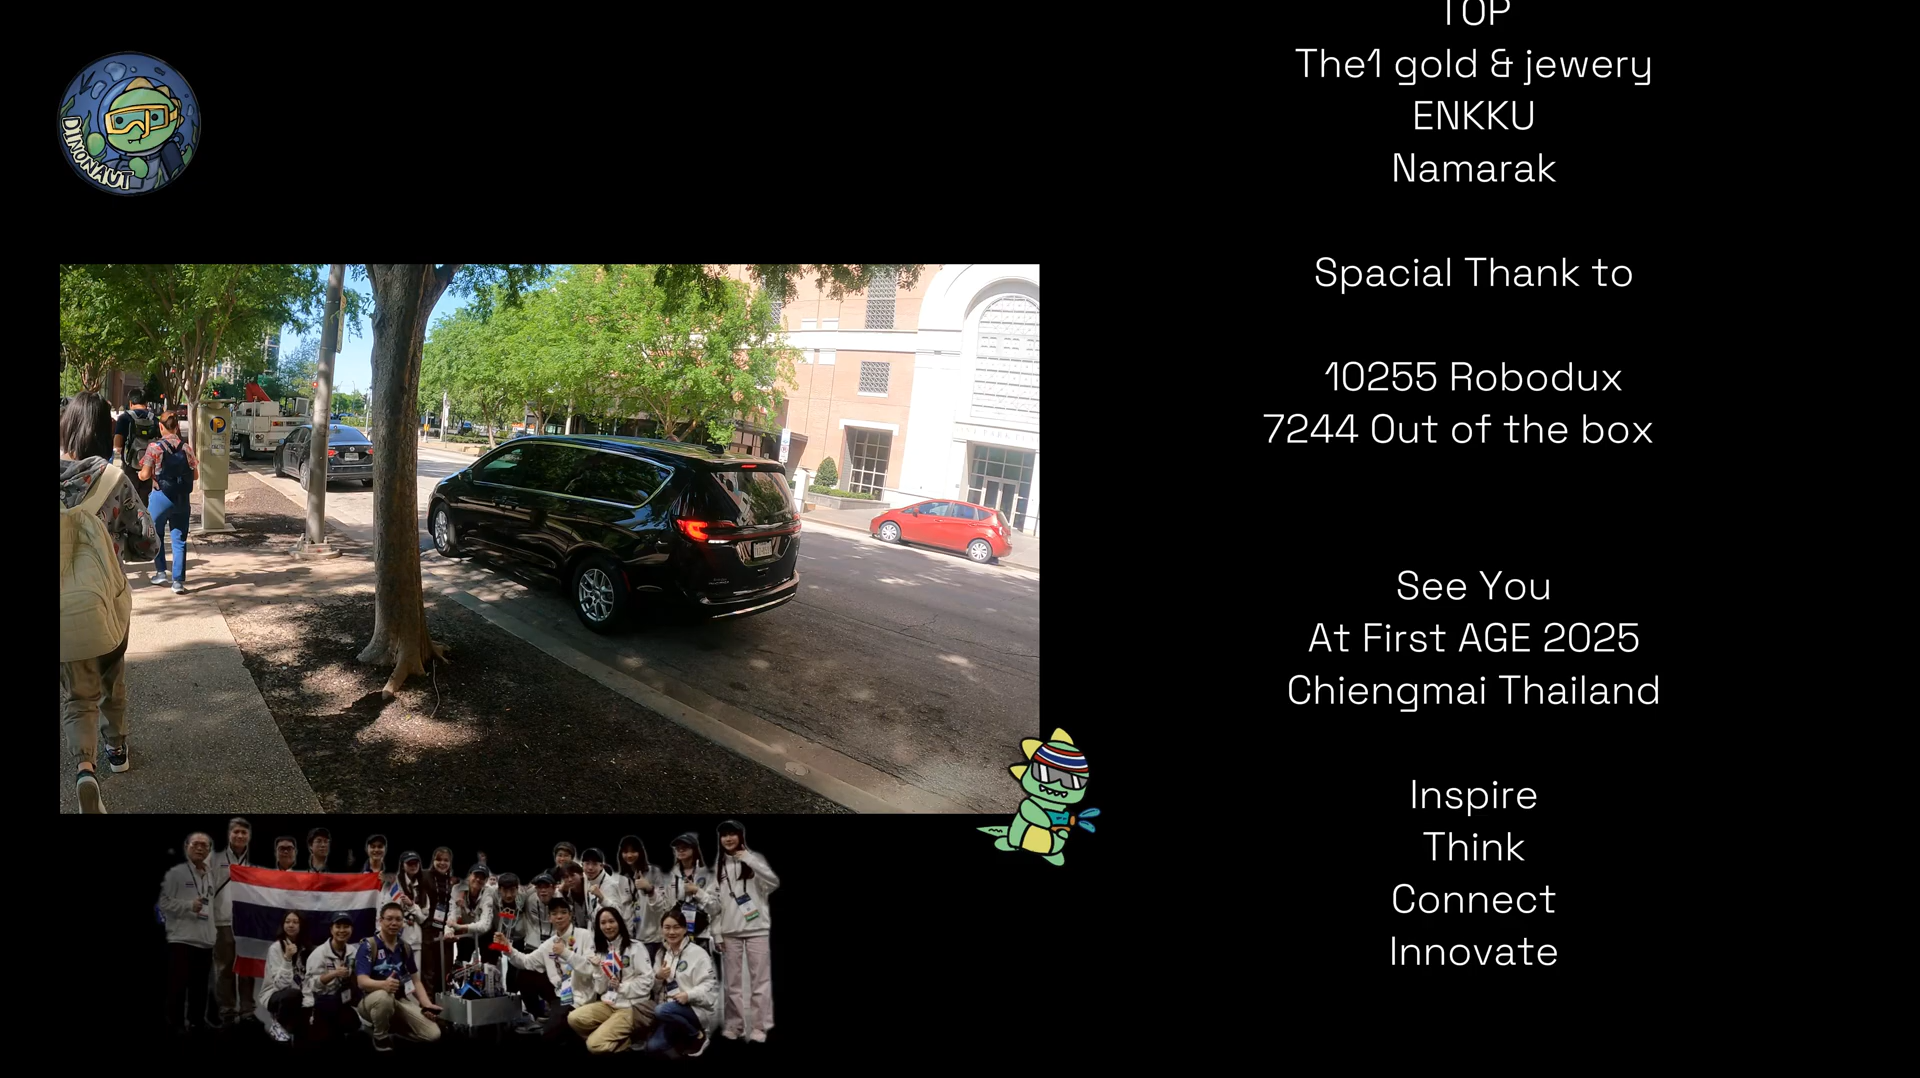 DINONAUT
TOP
The1 gold & jewery
ENKKU
Namarak
Spacial Thank to
10255 Robodux
7244 Out of the box
See You
At First AGE 2025
Chiengmai Thailand
Inspire
Think
Connect
Innovate